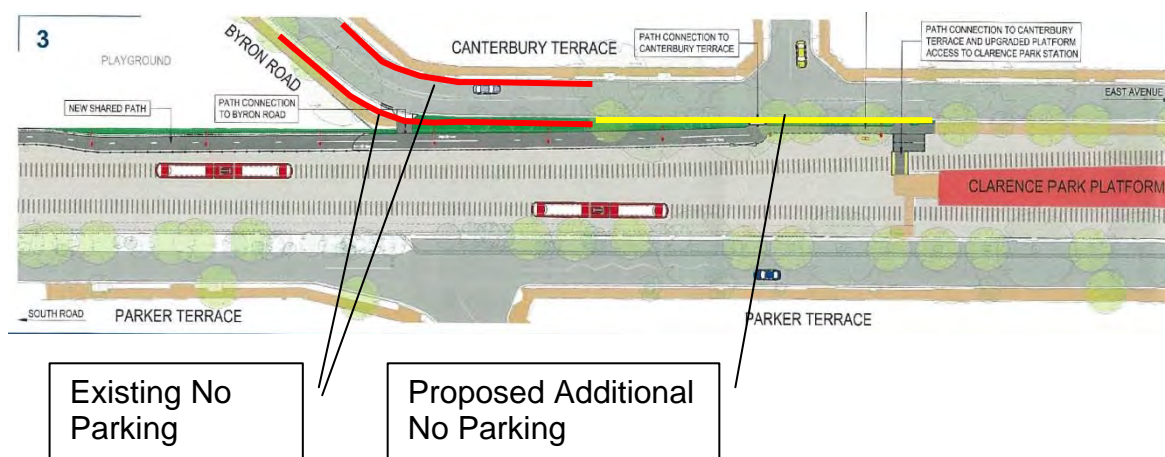 3
PLAYGROUND
BYRON ROAD
CANTERBURY TERRACE
PATH CONNECTION TO
CANTERBURY TERRACE
PATH CONNECTION TO CANTERBURY
TERRACE AND UPGRADED PLATFORM
ACCESS TO CLARENCE PARK STATION
NEW SHARED PATH
PATH CONNECTION
TO BYRON ROAD
EAST AVENUE
CLARENCE PARK PLATFORM
SOUTH ROAD
PARKER TERRACE
PARKER TERRACE
Existing No
Parking
Proposed Additional
No Parking